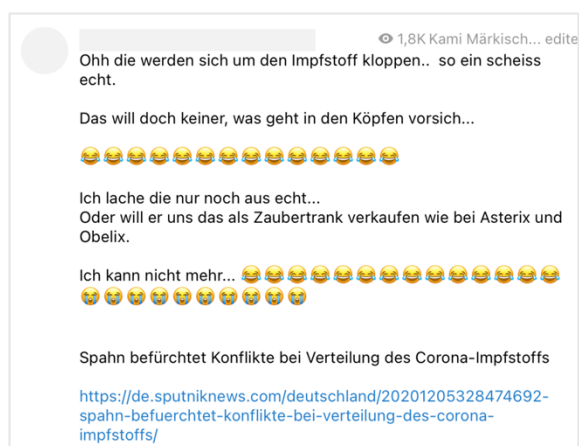 1,8K Kami Märkisch... edite
Ohh die werden sich um den Impfstoff kloppen.. so ein scheiss
echt.
Das will doch keiner, was geht in den Köpfen vorsich...
😂😂😂😂😂😂😂😂😂😂😂😂😂😂
Ich lache die nur noch aus echt...
Oder will er uns das als Zaubertrank verkaufen wie bei Asterix und
Obelix.
Ich kann nicht mehr... 😂😂😂😂😂😂😂😂😂😂😂😂😂😂
😭😭😭😭😭😭😭😭😭😭
Spahn befürchtet Konflikte bei Verteilung des Corona-Impfstoffs
https://de.sputniknews.com/deutschland/20201205328474692-
spahn-befuerchtet-konflikte-bei-verteilung-des-corona-
impfstoffs/